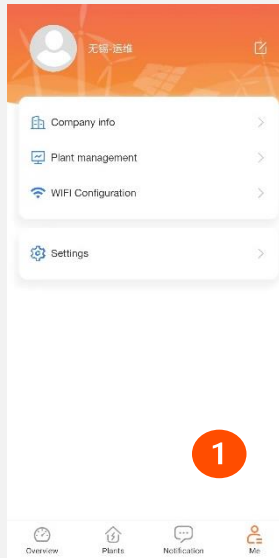 无锡-运维
Company info
Plant management
WIFI Configuration
Settings
1
Overview
Plants
Notification
Me